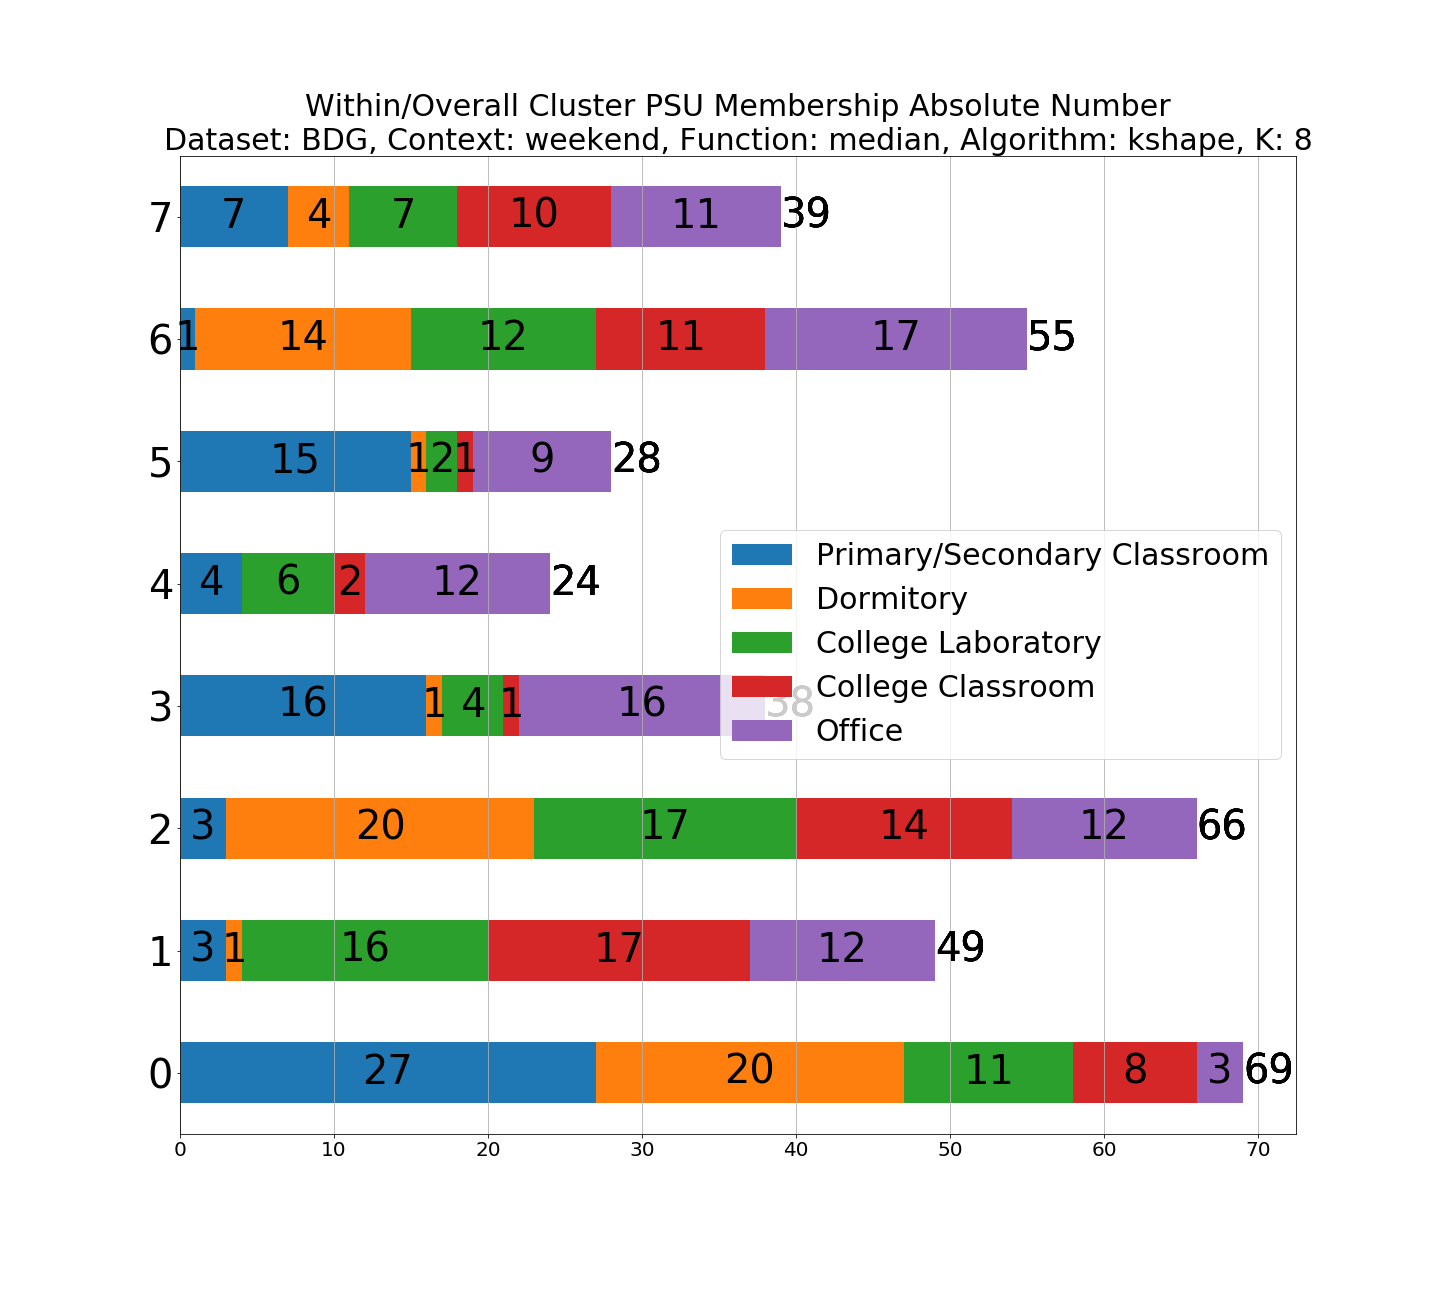 Within/Overall Cluster PSU Membership Absolute Number
Dataset: BDG, Context: weekend, Function: median, Algorithm: kshape, K: 8
7 7 4 7 10 11 39
6 1 14 12 11 17 55
5 15 1 2 1 9 28
4 4 6 2 12 24
3 16 1 4 1 16 38
2 3 20 17 14 12 66
1 3 1 16 17 12 49
0 27 20 11 8 3 69
Primary/Secondary Classroom
Dormitory
College Laboratory
College Classroom
Office
0 10 20 30 40 50 60 70